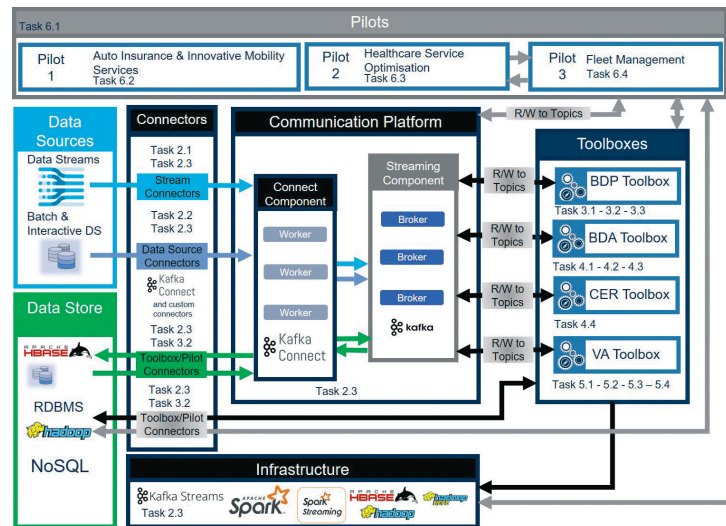 Pilots
Task 6.1
Pilot
1
Auto Insurance & Innovative Mobility
Services
Task 6.2
Pilot
2
Healthcare Service
Optimisation
Task 6.3
Pilot
3
Fleet Management
Task 6.4
R/W to Topics
Data
Sources
Data Streams
Batch &
Interactive DS
Data Store
APACHE
HBASE
RDBMS
hadoop
NoSQL
Connectors
Task 2.1
Task 2.3
Stream
Connectors
Task 2.2
Task 2.3
Data Source
Connectors
Kafka
Connect
and custom
connectors
Task 2.3
Task 3.2
Toolbox/Pilot
Connectors
Task 2.3
Task 3.2
Toolbox/Pilot
Connectors
Communication Platform
Connect
Component
Worker
Worker
Worker
Kafka
Connect
Streaming
Component
Broker
Broker
Broker
kafka
Task 2.3
R/W to
Topics
R/W to
Topics
R/W to
Topics
R/W to
Topics
Toolboxes
BDP Toolbox
Task 3.1 - 3.2 - 3.3
BDA Toolbox
Task 4.1 - 4.2 - 4.3
CER Toolbox
Task 4.4
VA Toolbox
Task 5.1 - 5.2 - 5.3 – 5.4
Infrastructure
Kafka Streams
Task 2.3
APACHE
Spark
Spark
Streaming
APACHE
HBASE
hadoop
hadoop